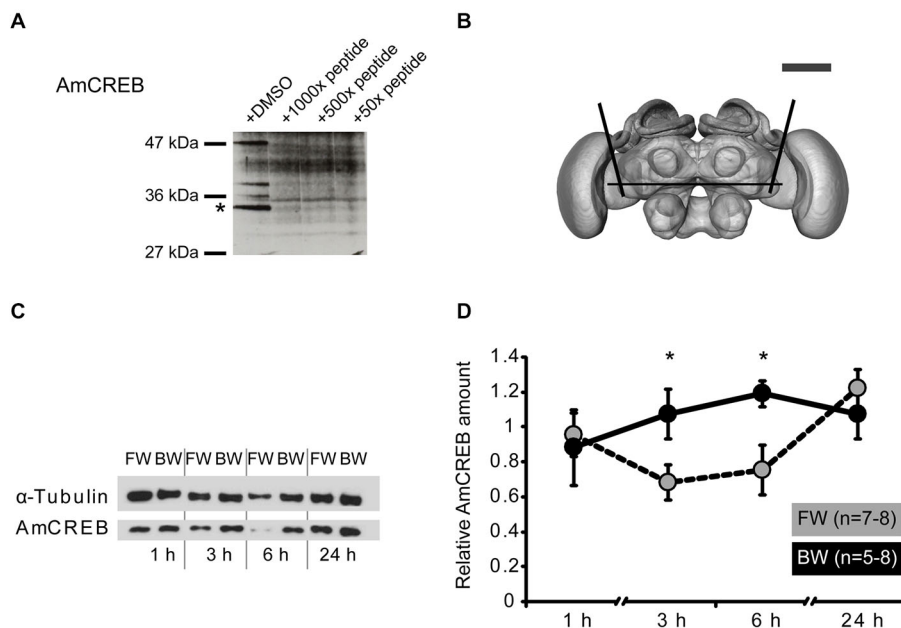 A
AmCREB
+DMSO
+1000x peptide
+500x peptide
+50x peptide
47 kDa
36 kDa
*
27 kDa
B
C
FW BW FW BW FW BW FW BW
α-Tubulin
AmCREB
1 h 3 h 6 h 24 h
D
Relative AmCREB amount
1.4
1.2
1
0.8
0.6
0.4
0.2
0
* *
FW (n=7-8)
BW (n=5-8)
1 h 3 h 6 h 24 h